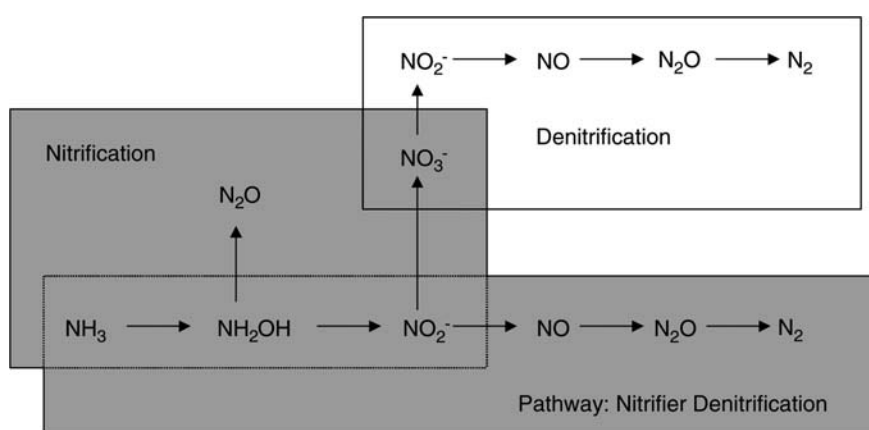 NO₂⁻ NO N₂O N₂
Denitrification
Nitrification
NO₃⁻
N₂O
NH₃ NH₂OH NO₂⁻ NO N₂O N₂
Pathway: Nitrifier Denitrification